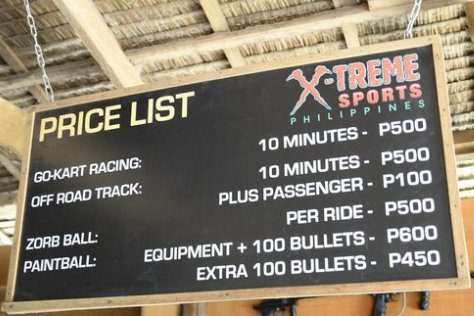 PRICE LIST
X-TREME
SPORTS
PHILIPPINES
GO-KART RACING: 10 MINUTES - P500
OFF ROAD TRACK: 10 MINUTES - P500
PLUS PASSENGER - P100
ZORB BALL: PER RIDE - P500
PAINTBALL: EQUIPMENT + 100 BULLETS - P600
EXTRA 100 BULLETS - P450